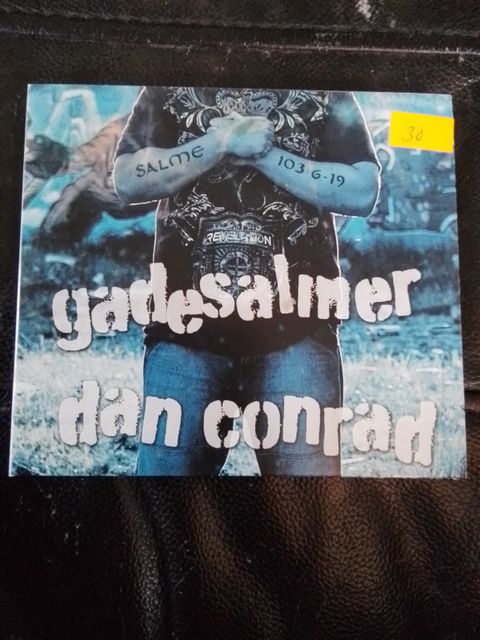 30
SALME
103 6-19
REVELATION
gadesalmer
dan conrad